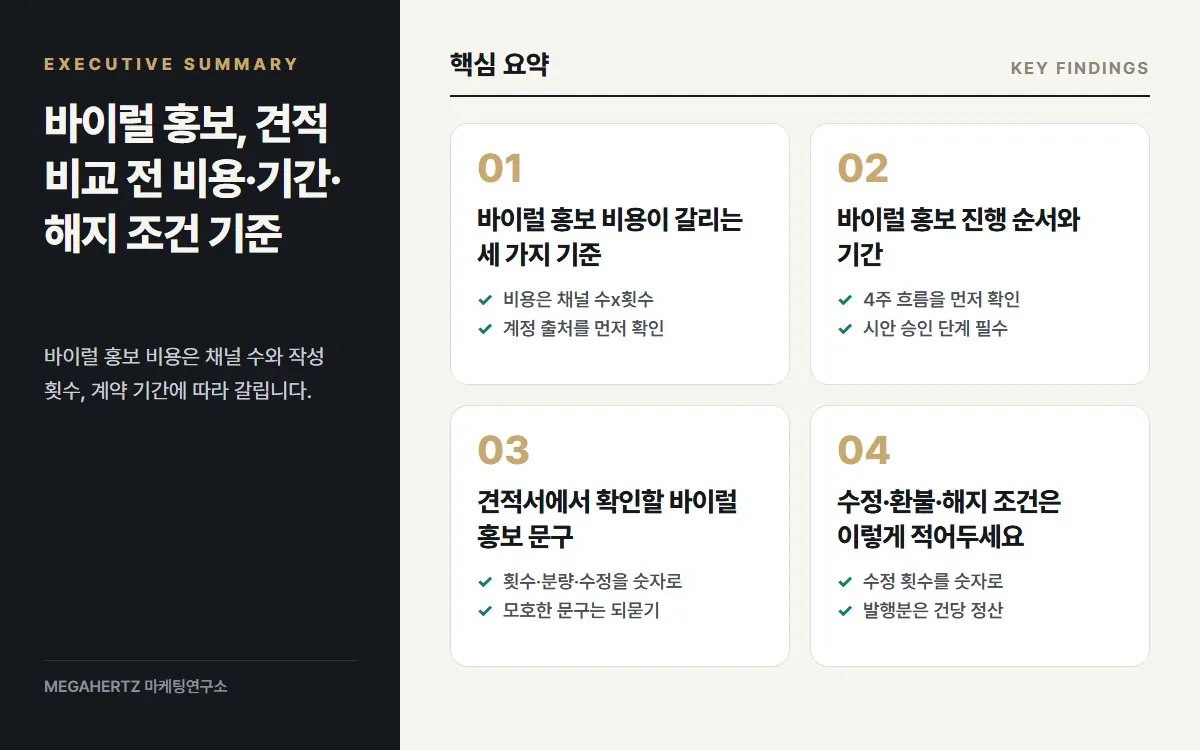 EXECUTIVE SUMMARY
바이럴 홍보, 견적
비교 전 비용·기간·
해지 조건 기준
바이럴 홍보 비용은 채널 수와 작성
횟수, 계약 기간에 따라 갈립니다.
MEGAHERTZ 마케팅연구소
핵심 요약
KEY FINDINGS
01
바이럴 홍보 비용이 갈리는
세 가지 기준
비용은 채널 수x횟수
계정 출처를 먼저 확인
02
바이럴 홍보 진행 순서와
기간
4주 흐름을 먼저 확인
시안 승인 단계 필수
03
견적서에서 확인할 바이럴
홍보 문구
횟수·분량·수정을 숫자로
모호한 문구는 되묻기
04
수정·환불·해지 조건은
이렇게 적어두세요
수정 횟수를 숫자로
발행분은 건당 정산